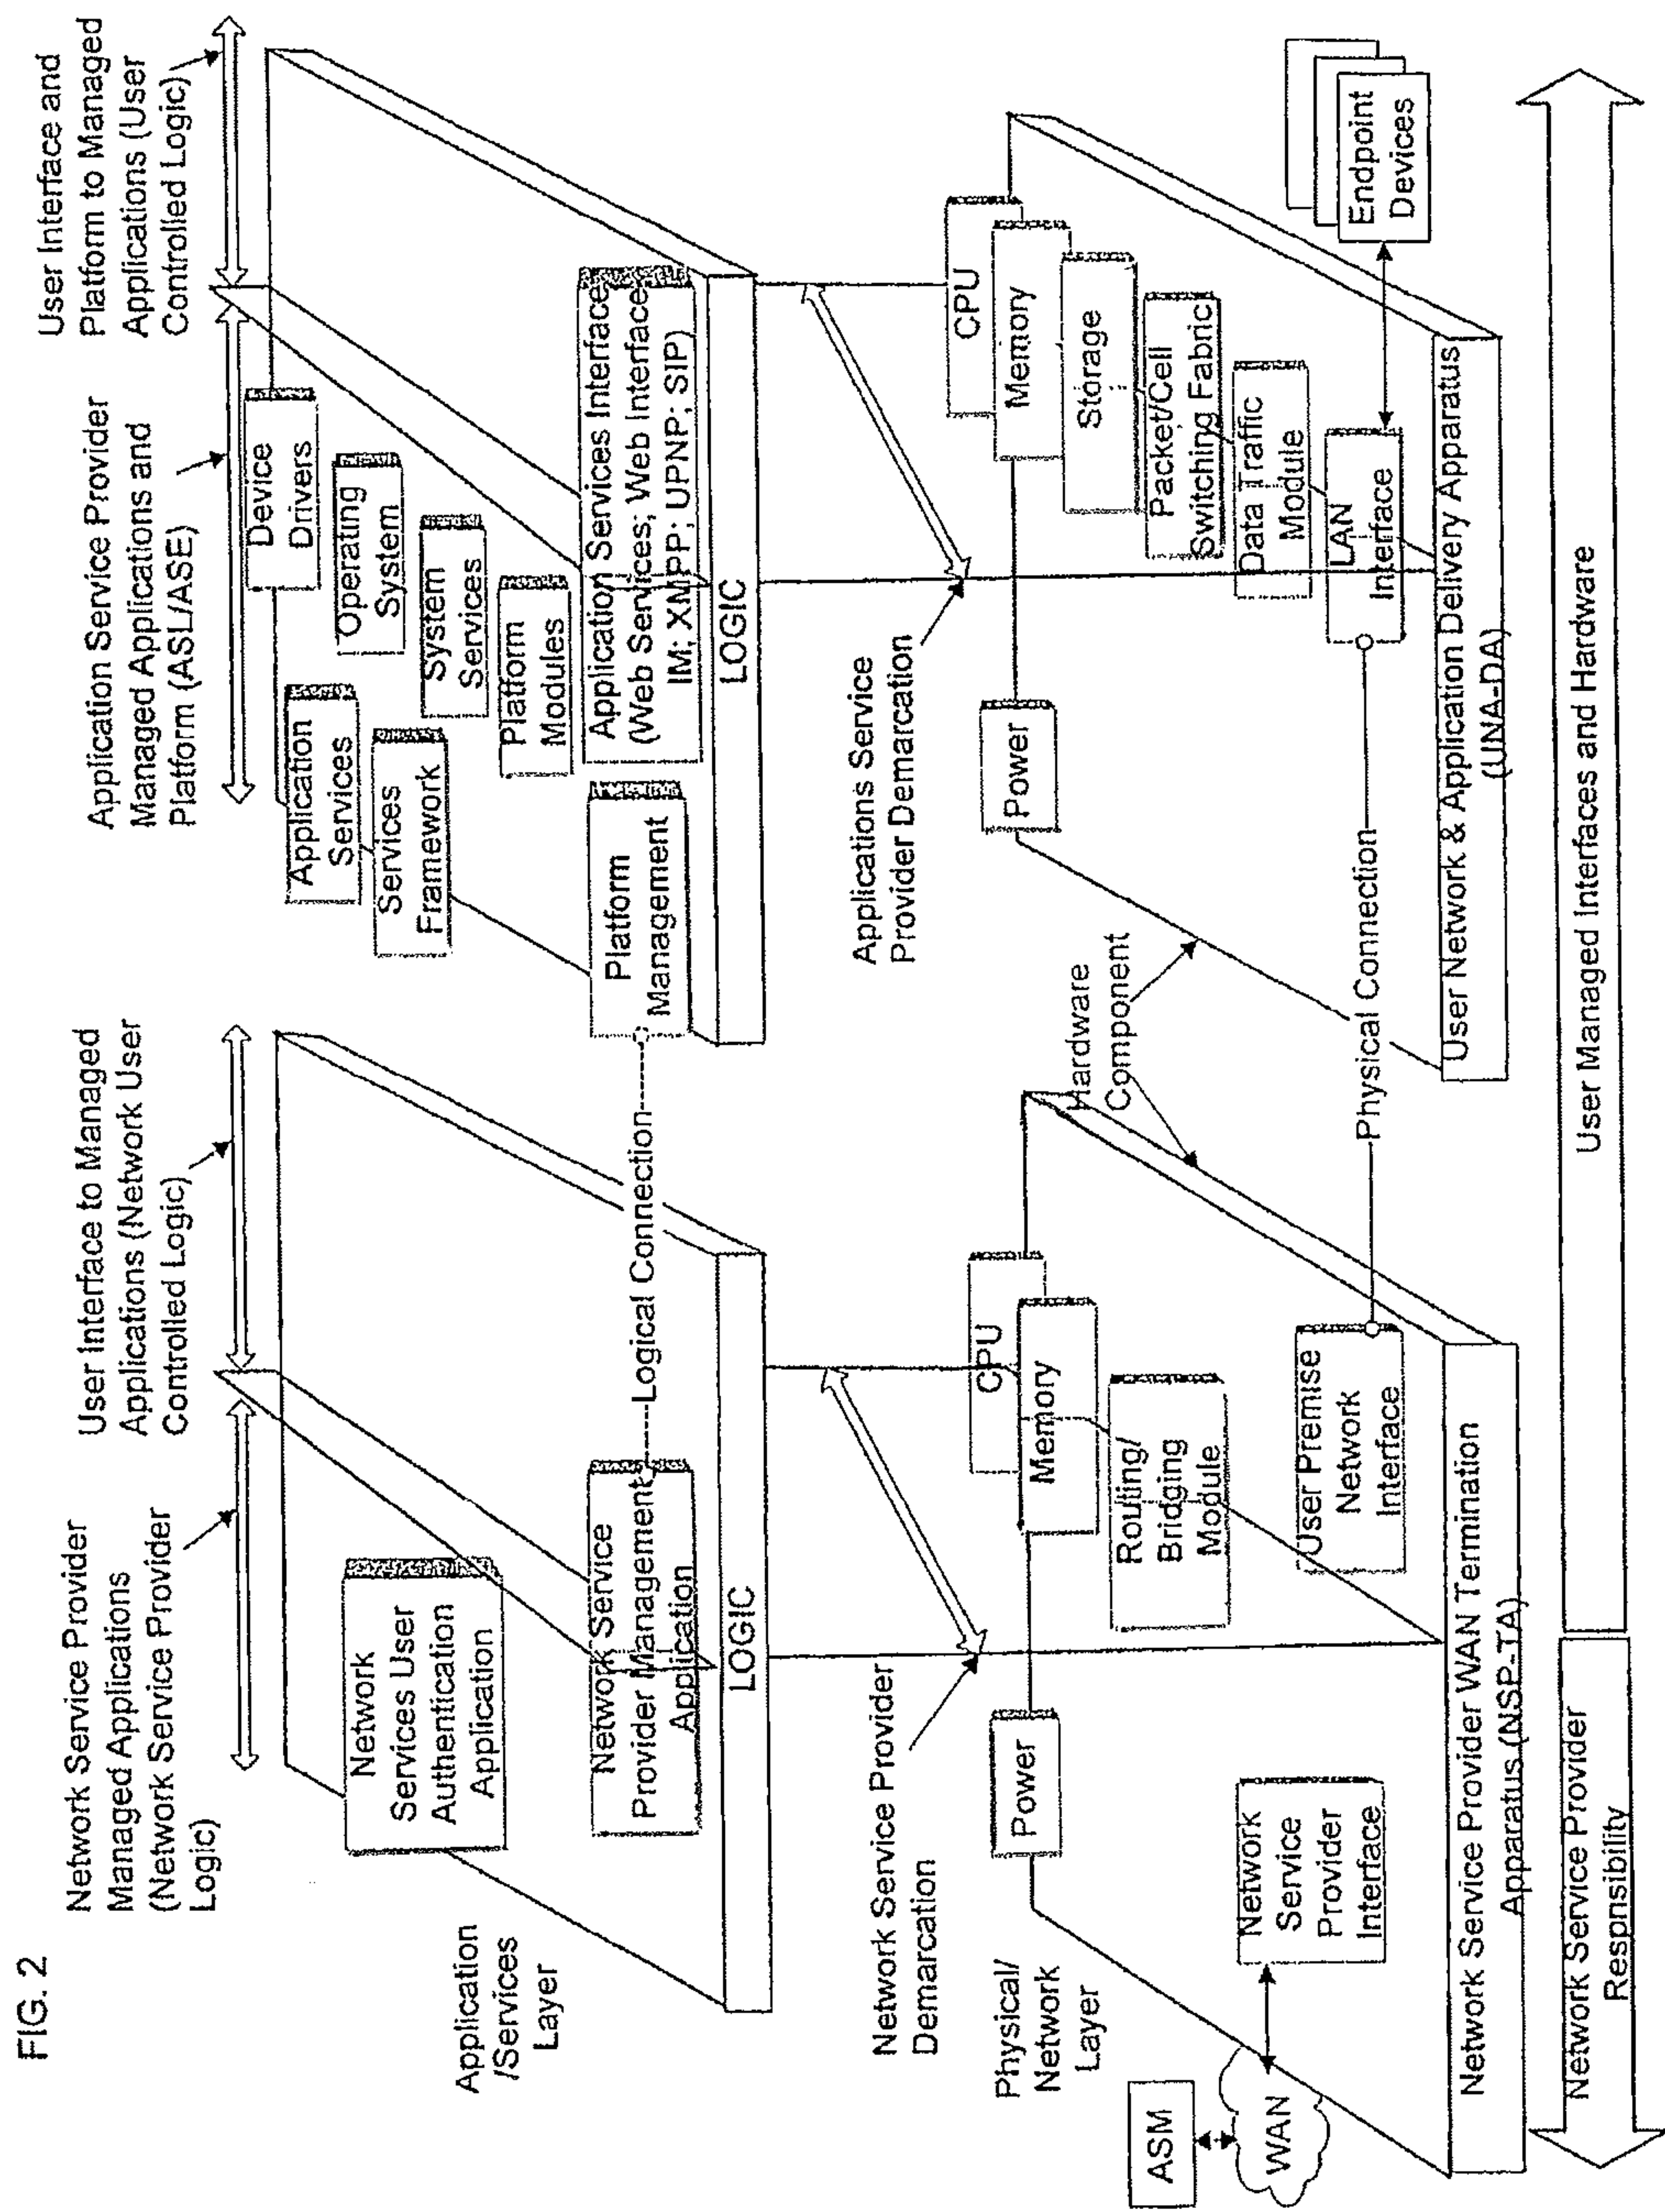 FIG. 2
Network Service Provider
Managed Applications
(Network Service Provider
Logic)
User Interface to Managed
Applications (Network User
Controlled Logic)
Application Service Provider
Managed Applications and
Platform (ASL/ASE)
User Interface and
Platform to Managed
Applications (User
Controlled Logic)
Application
/Services
Layer
Network
Services User
Authentication
Application
Network Service
Provider Management
Application
LOGIC
Logical Connection
Application
Services
Services
Framework
Platform
Management
Device
Drivers
Operating
System
System
Services
Platform
Modules
Application Services Interface
(Web Services; Web Interface
IM; XMPP; UPNP; SIP)
LOGIC
Network Service Provider
Demarcation
Applications Service
Provider Demarcation
Physical/
Network
Layer
ASM
WAN
Power
Network
Service
Provider
Interface
CPU
Memory
Routing/
Bridging
Module
User Premise
Network
Interface
Hardware
Component
Physical Connection
Power
CPU
Memory
Storage
Packet/Cell
Switching Fabric
Data Traffic
Module
LAN
Interface
Endpoint
Devices
Network Service Provider WAN Termination
Apparatus (NSP-TA)
User Network & Application Delivery Apparatus
(UNA-DA)
Network Service Provider
Respnsibility
User Managed Interfaces and Hardware